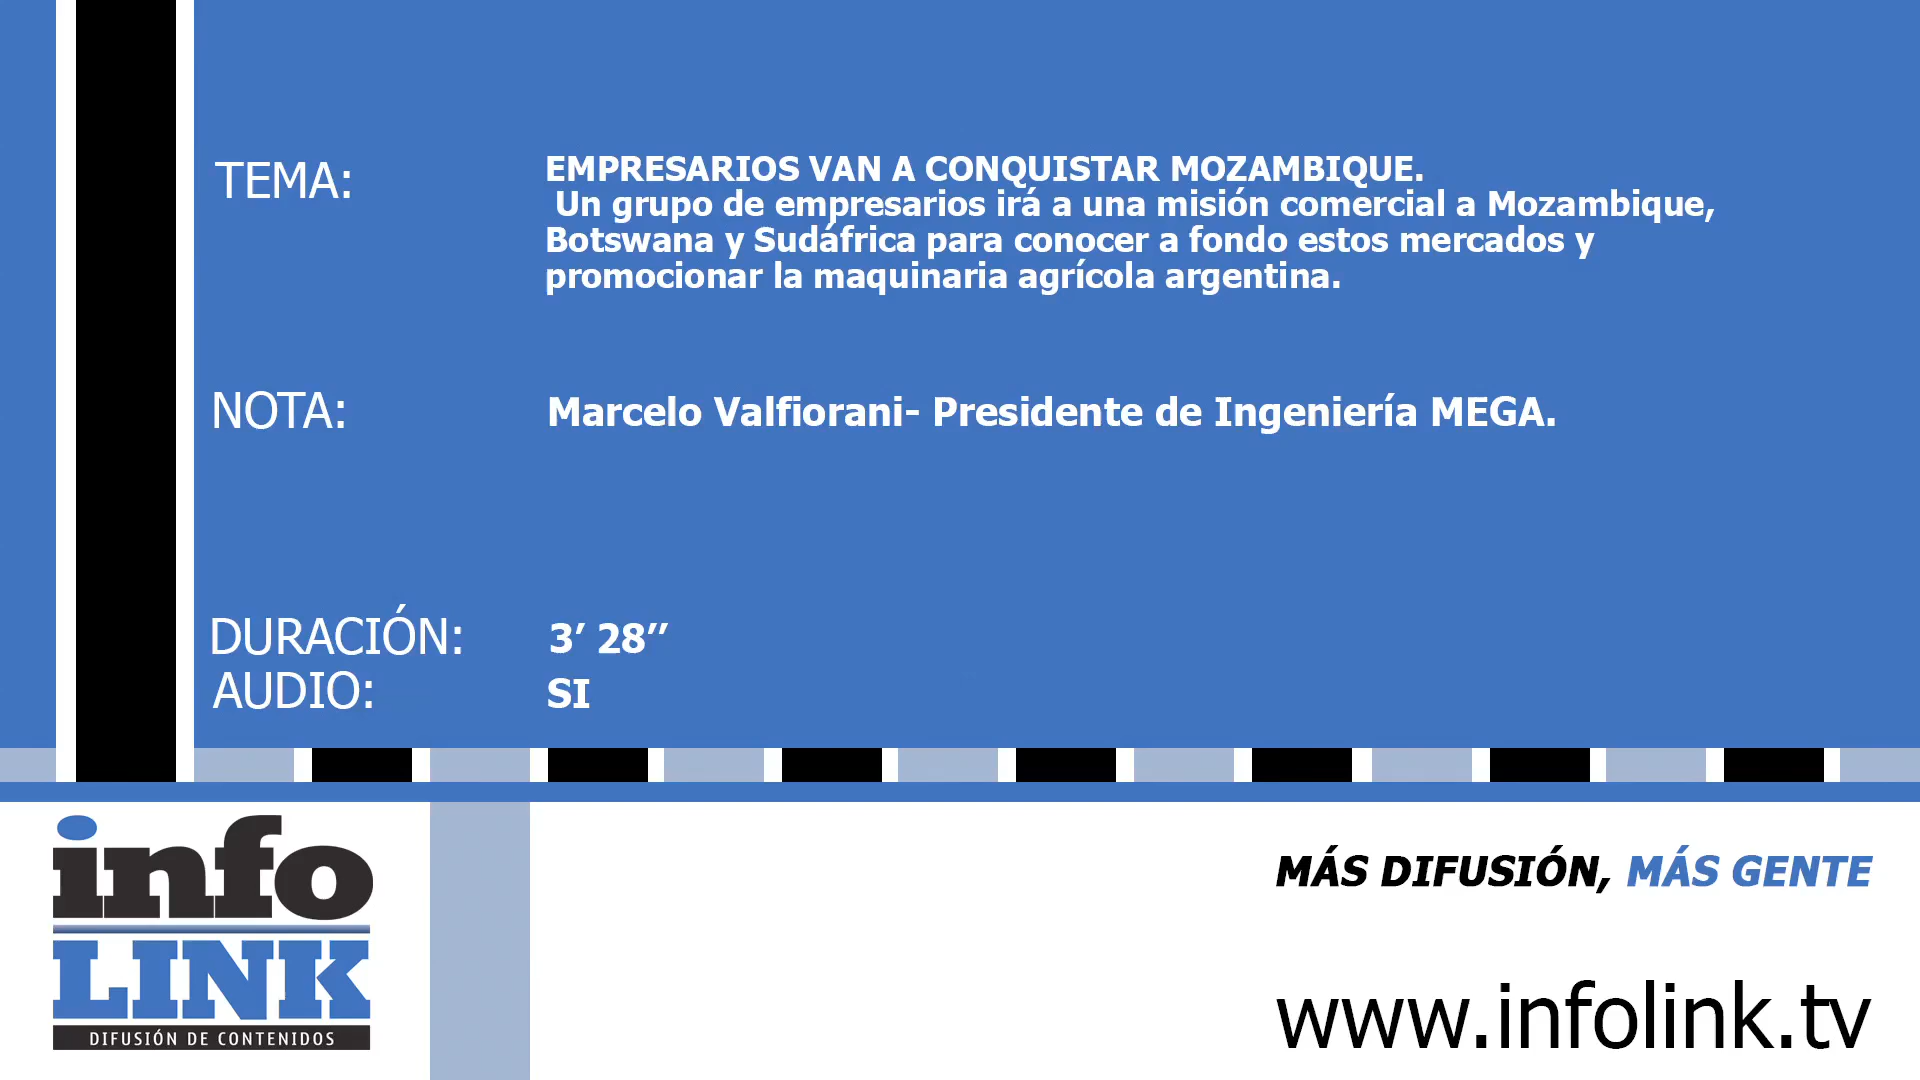 TEMA:
EMPRESARIOS VAN A CONQUISTAR MOZAMBIQUE.
Un grupo de empresarios irá a una misión comercial a Mozambique,
Botswana y Sudáfrica para conocer a fondo estos mercados y
promocionar la maquinaria agrícola argentina.
NOTA:
Marcelo Valfiorani- Presidente de Ingeniería MEGA.
DURACIÓN:
3’ 28’’
AUDIO:
SI
info
LINK
DIFUSIÓN DE CONTENIDOS
MÁS DIFUSIÓN, MÁS GENTE
www.infolink.tv